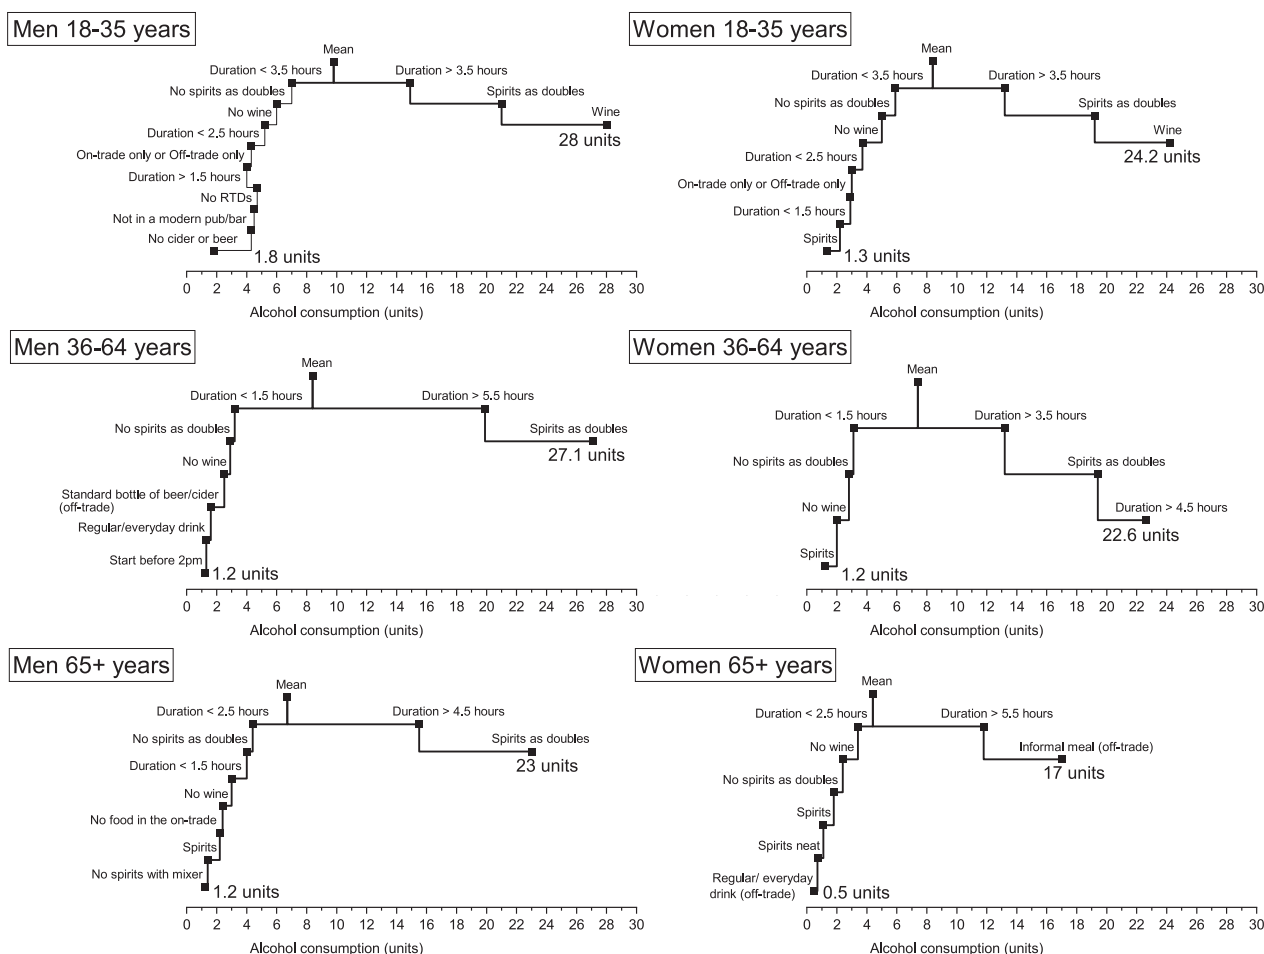 Men 18-35 years
Mean
Duration < 3.5 hours
Duration > 3.5 hours
No spirits as doubles
Spirits as doubles
No wine
Wine
Duration < 2.5 hours
28 units
On-trade only or Off-trade only
Duration > 1.5 hours
No RTDs
Not in a modern pub/bar
No cider or beer
1.8 units
0 2 4 6 8 10 12 14 16 18 20 22 24 26 28 30
Alcohol consumption (units)
Women 18-35 years
Mean
Duration < 3.5 hours
Duration > 3.5 hours
No spirits as doubles
Spirits as doubles
No wine
Wine
24.2 units
Duration < 2.5 hours
On-trade only or Off-trade only
Duration < 1.5 hours
Spirits
1.3 units
0 2 4 6 8 10 12 14 16 18 20 22 24 26 28 30
Alcohol consumption (units)
Men 36-64 years
Mean
Duration < 1.5 hours
Duration > 5.5 hours
No spirits as doubles
Spirits as doubles
27.1 units
No wine
Standard bottle of beer/cider
(off-trade)
Regular/everyday drink
Start before 2pm
1.2 units
0 2 4 6 8 10 12 14 16 18 20 22 24 26 28 30
Alcohol consumption (units)
Women 36-64 years
Mean
Duration < 1.5 hours
Duration > 3.5 hours
No spirits as doubles
Spirits as doubles
No wine
Duration > 4.5 hours
22.6 units
Spirits
1.2 units
0 2 4 6 8 10 12 14 16 18 20 22 24 26 28 30
Alcohol consumption (units)
Men 65+ years
Mean
Duration < 2.5 hours
Duration > 4.5 hours
No spirits as doubles
Spirits as doubles
23 units
Duration < 1.5 hours
No wine
No food in the on-trade
Spirits
No spirits with mixer
1.2 units
0 2 4 6 8 10 12 14 16 18 20 22 24 26 28 30
Alcohol consumption (units)
Women 65+ years
Mean
Duration < 2.5 hours
Duration > 5.5 hours
No wine
Informal meal (off-trade)
17 units
No spirits as doubles
Spirits
Spirits neat
Regular/ everyday
drink (off-trade)
0.5 units
0 2 4 6 8 10 12 14 16 18 20 22 24 26 28 30
Alcohol consumption (units)